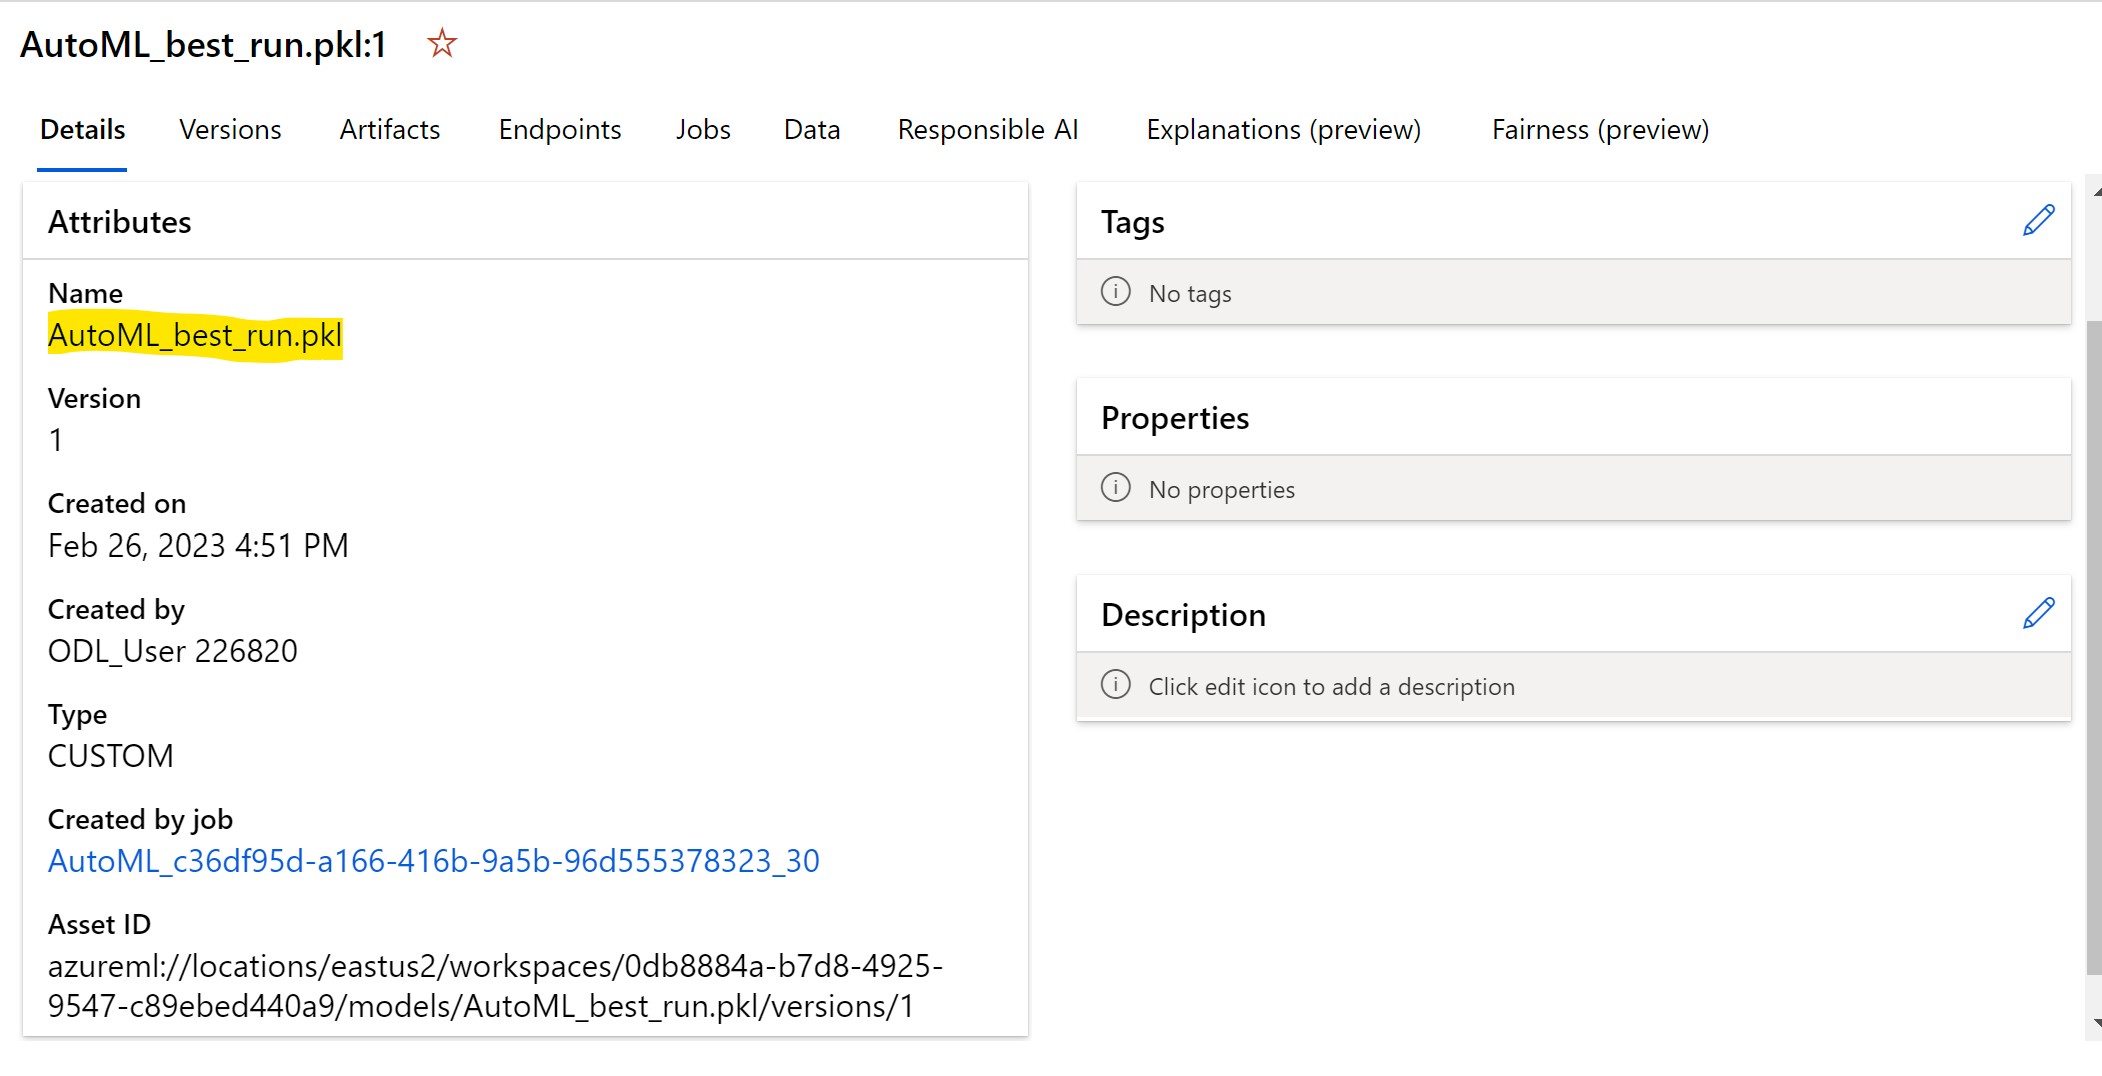 AutoML_best_run.pkl:1
Details Versions Artifacts Endpoints Jobs Data Responsible AI Explanations (preview) Fairness (preview)
Attributes
Name
AutoML_best_run.pkl
Version
1
Created on
Feb 26, 2023 4:51 PM
Created by
ODL_User 226820
Type
CUSTOM
Created by job
AutoML_c36df95d-a166-416b-9a5b-96d555378323_30
Asset ID
azureml://locations/eastus2/workspaces/0db8884a-b7d8-4925-
9547-c89ebed440a9/models/AutoML_best_run.pkl/versions/1
Tags
No tags
Properties
No properties
Description
Click edit icon to add a description